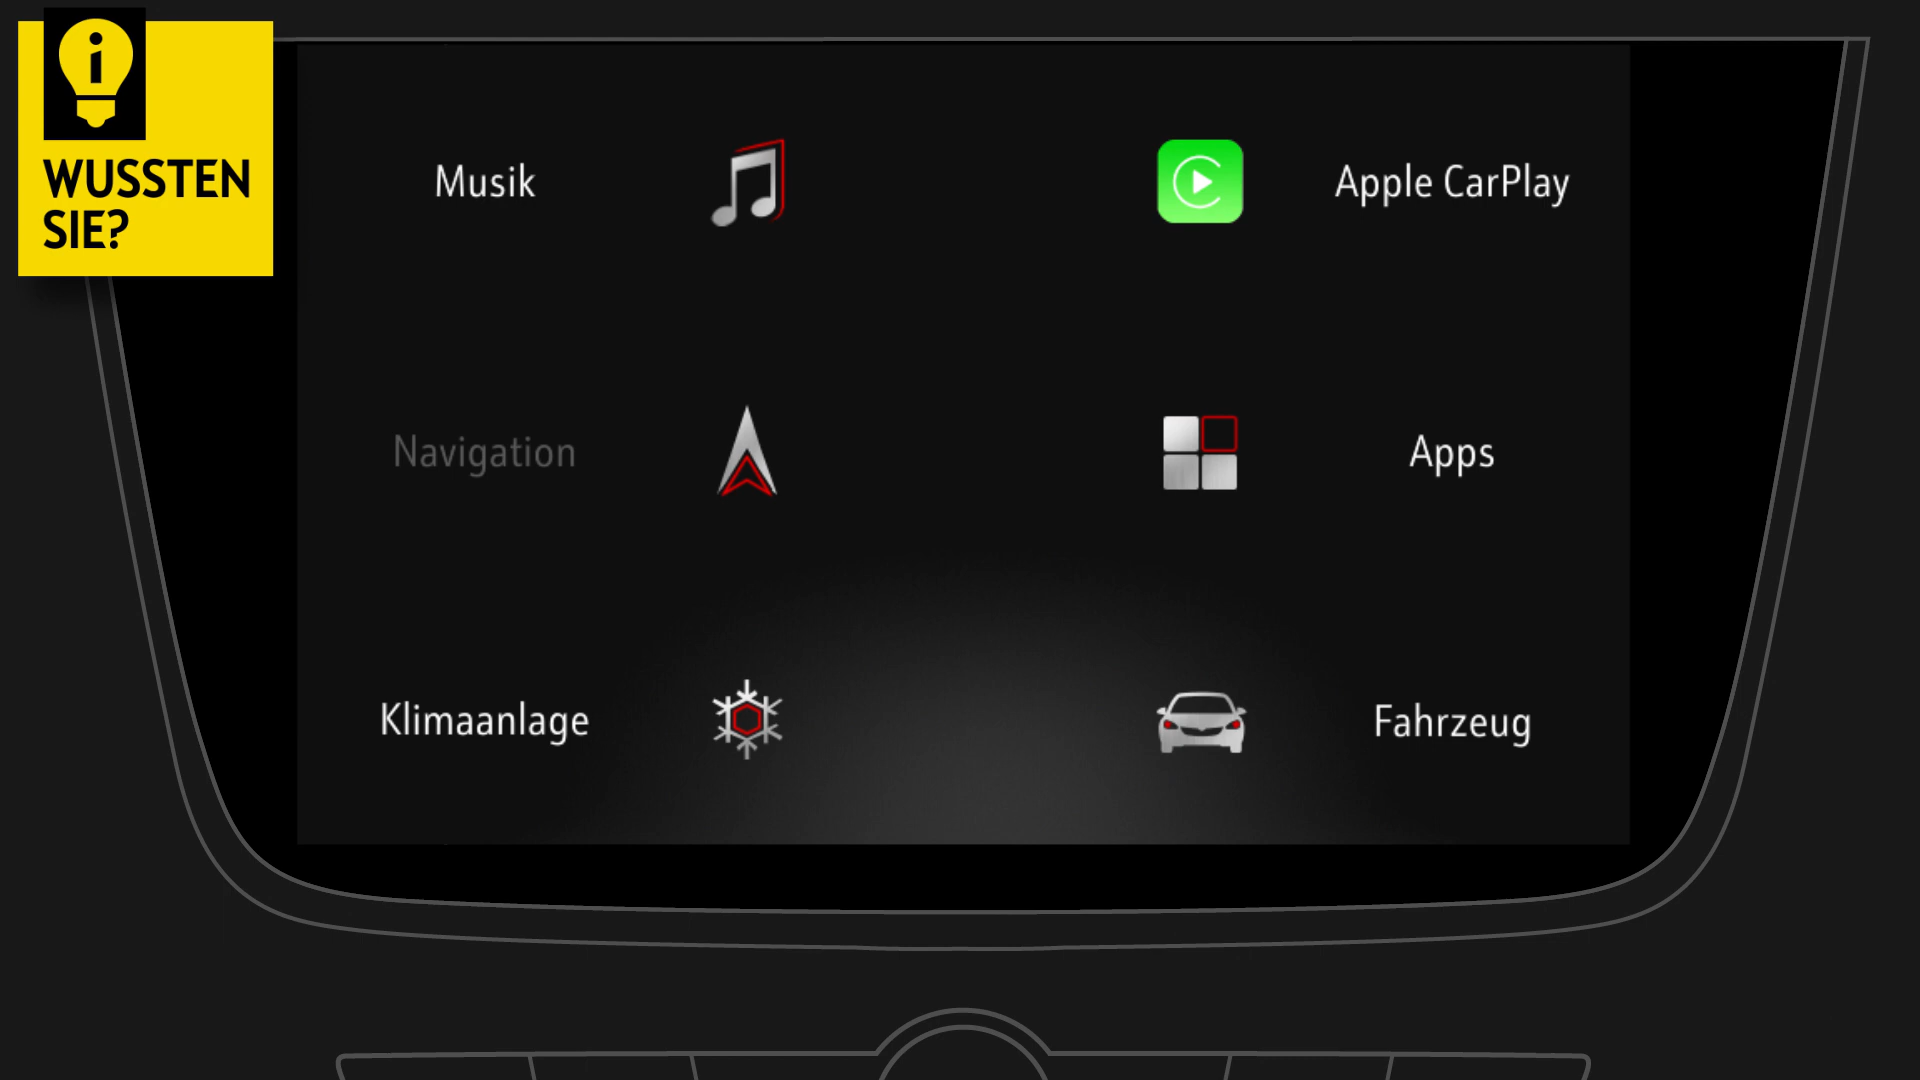 WUSSTEN
SIE?
Musik
Apple CarPlay
Navigation
Apps
Klimaanlage
Fahrzeug